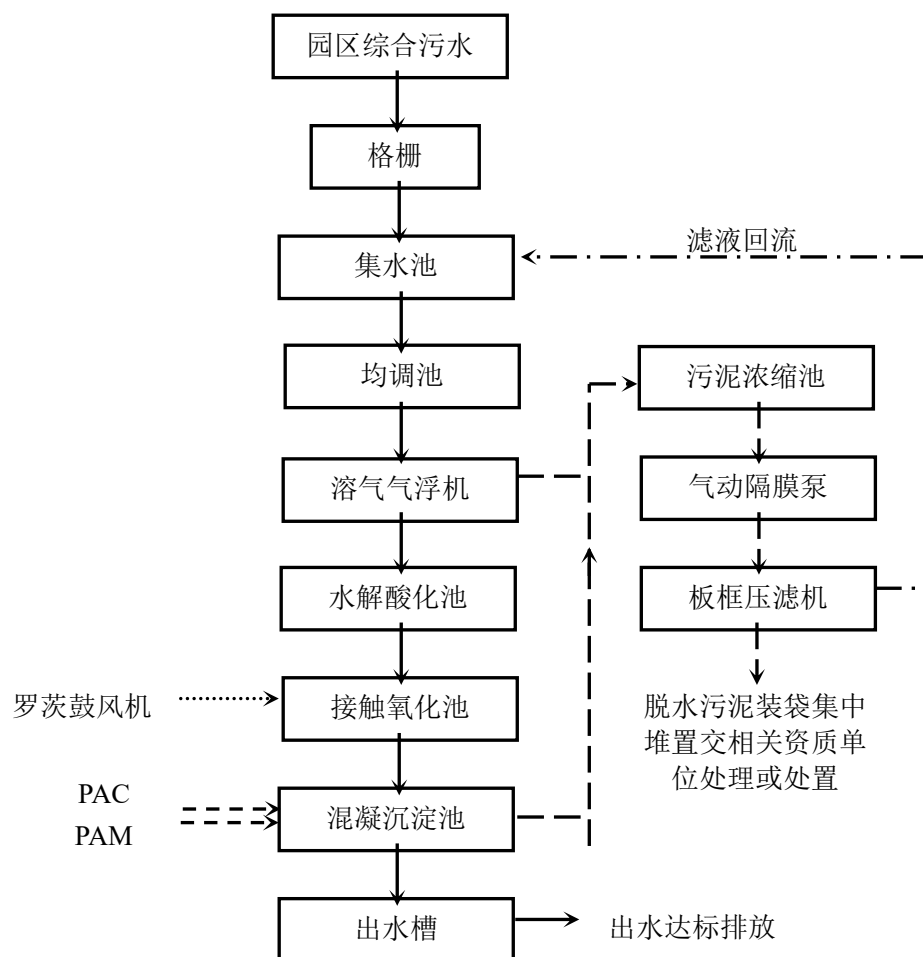 园区综合污水
格栅
滤液回流
集水池
均调池
污泥浓缩池
溶气气浮机
气动隔膜泵
水解酸化池
板框压滤机
罗茨鼓风机
接触氧化池
脱水污泥装袋集中
堆置交相关资质单
位处理或处置
PAC
PAM
混凝沉淀池
出水槽
出水达标排放